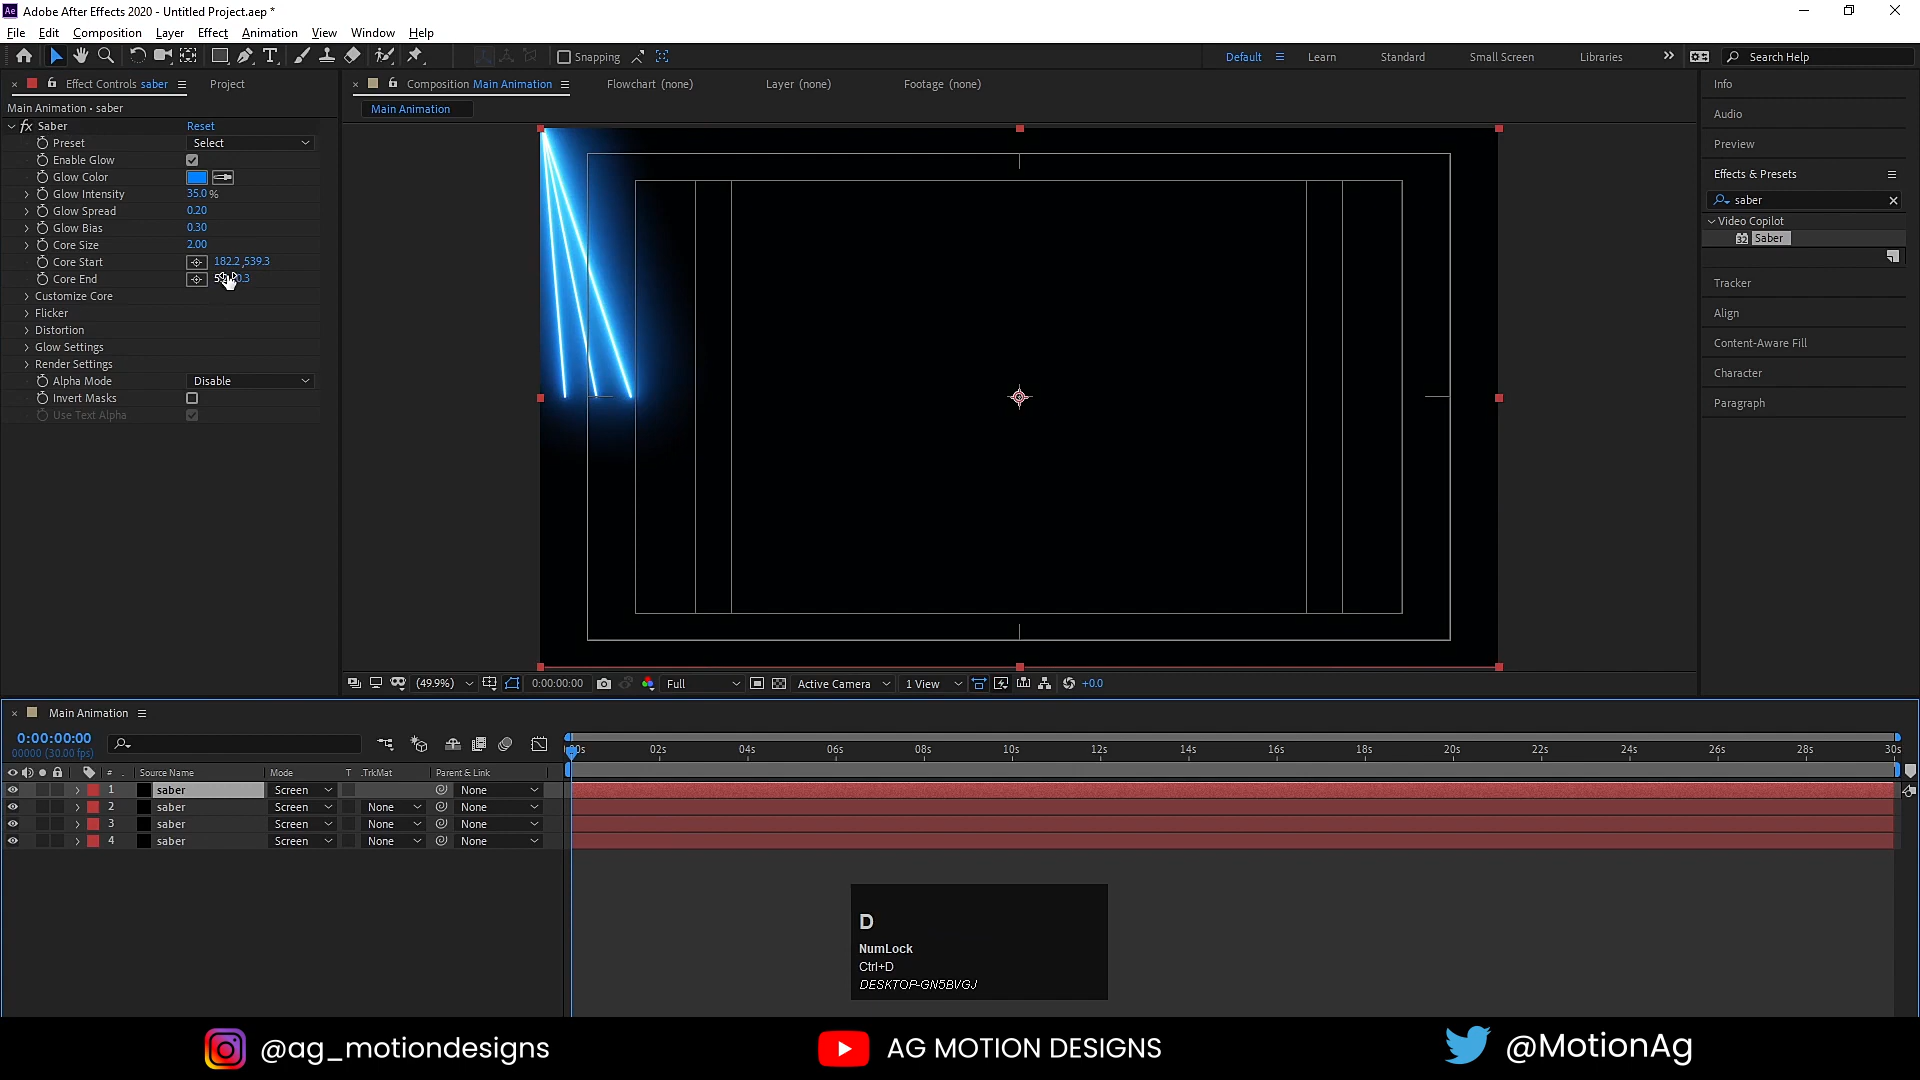 Ae Adobe After Effects 2020 - Untitled Project.aep *
File Edit Composition Layer Effect Animation View Window Help
Snapping
Default Learn Standard Small Screen Libraries Search Help
Effect Controls saber Project
Main Animation • saber
fx Saber Reset
Preset Select
Enable Glow
Glow Color
Glow Intensity 35.0 %
Glow Spread 0.20
Glow Bias 0.30
Core Size 2.00
Core Start 182.2,539.3
Core End
Customize Core
Flicker
Distortion
Glow Settings
Render Settings
Alpha Mode Disable
Invert Masks
Use Text Alpha
Composition Main Animation Flowchart (none) Layer (none) Footage (none)
Main Animation
(49.9%) 0:00:00:00 Full Active Camera 1 View +0.0
Info
Audio
Preview
Effects & Presets
saber
Video Copilot
32 Saber
Tracker
Align
Content-Aware Fill
Character
Paragraph
Main Animation
0:00:00:00
00000 (30.00 fps)
:00s 02s 04s 06s 08s 10s 12s 14s 16s 18s 20s 22s 24s 26s 28s 30s
# Source Name Mode T .TrkMat Parent & Link
1 saber Screen None
2 saber Screen None None
3 saber Screen None None
4 saber Screen None None
D
NumLock
Ctrl+D
DESKTOP-GN5BVGJ
@ag_motiondesigns
AG MOTION DESIGNS
@MotionAg